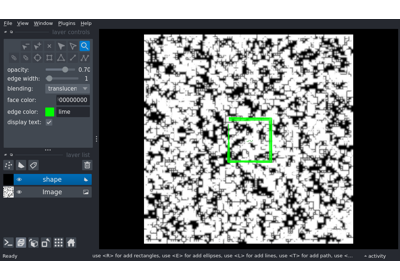 File View Window Plugins Help
layer controls
opacity: 0.70
edge width: 1
blending: translucen
face color: 00000000
edge color: lime
display text:
layer list
shape
Image
Ready
use <R> for add rectangles, use <E> for add ellipses, use <L> for add lines, use <T> for add path, use <...
activity